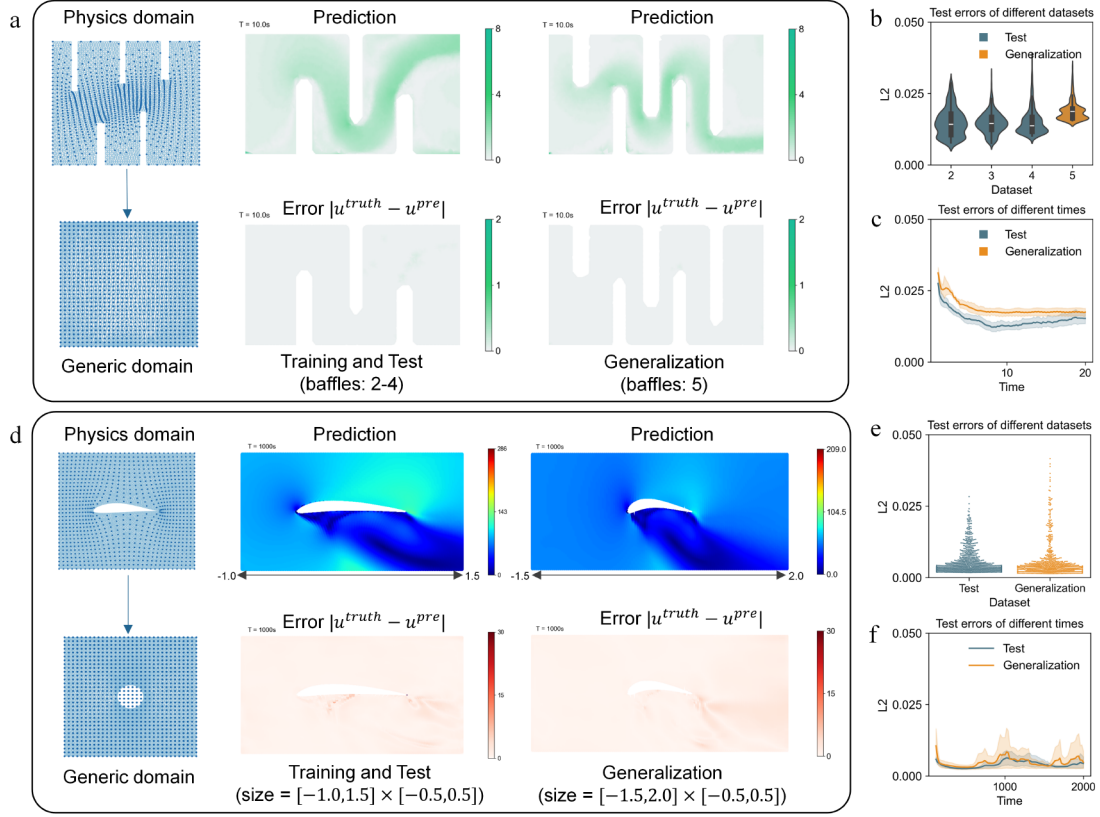 a
Physics domain
Generic domain
T = 10.0s
Prediction
8
4
0
T = 10.0s
Prediction
8
4
0
T = 10.0s
Error |u^truth − u^pre|
2
1
0
Training and Test
(baffles: 2-4)
T = 10.0s
Error |u^truth − u^pre|
2
1
0
Generalization
(baffles: 5)
b
Test errors of different datasets
Test
Generalization
L2
0.050
0.025
0.000
2 3 4 5
Dataset
c
Test errors of different times
Test
Generalization
L2
0.050
0.025
0.000
10 20
Time
d
Physics domain
Generic domain
Prediction
T = 1000s
286
143
0
-1.0 1.5
Prediction
T = 1000s
209.0
104.5
0.0
-1.5 2.0
Error |u^truth − u^pre|
T = 1000s
30
15
0
Training and Test
(size = [−1.0,1.5] × [−0.5,0.5])
Error |u^truth − u^pre|
T = 1000s
30
15
0
Generalization
(size = [−1.5,2.0] × [−0.5,0.5])
e
Test errors of different datasets
L2
0.050
0.025
0.000
Test Generalization
Dataset
f
Test errors of different times
Test
Generalization
L2
0.050
0.025
0.000
1000 2000
Time